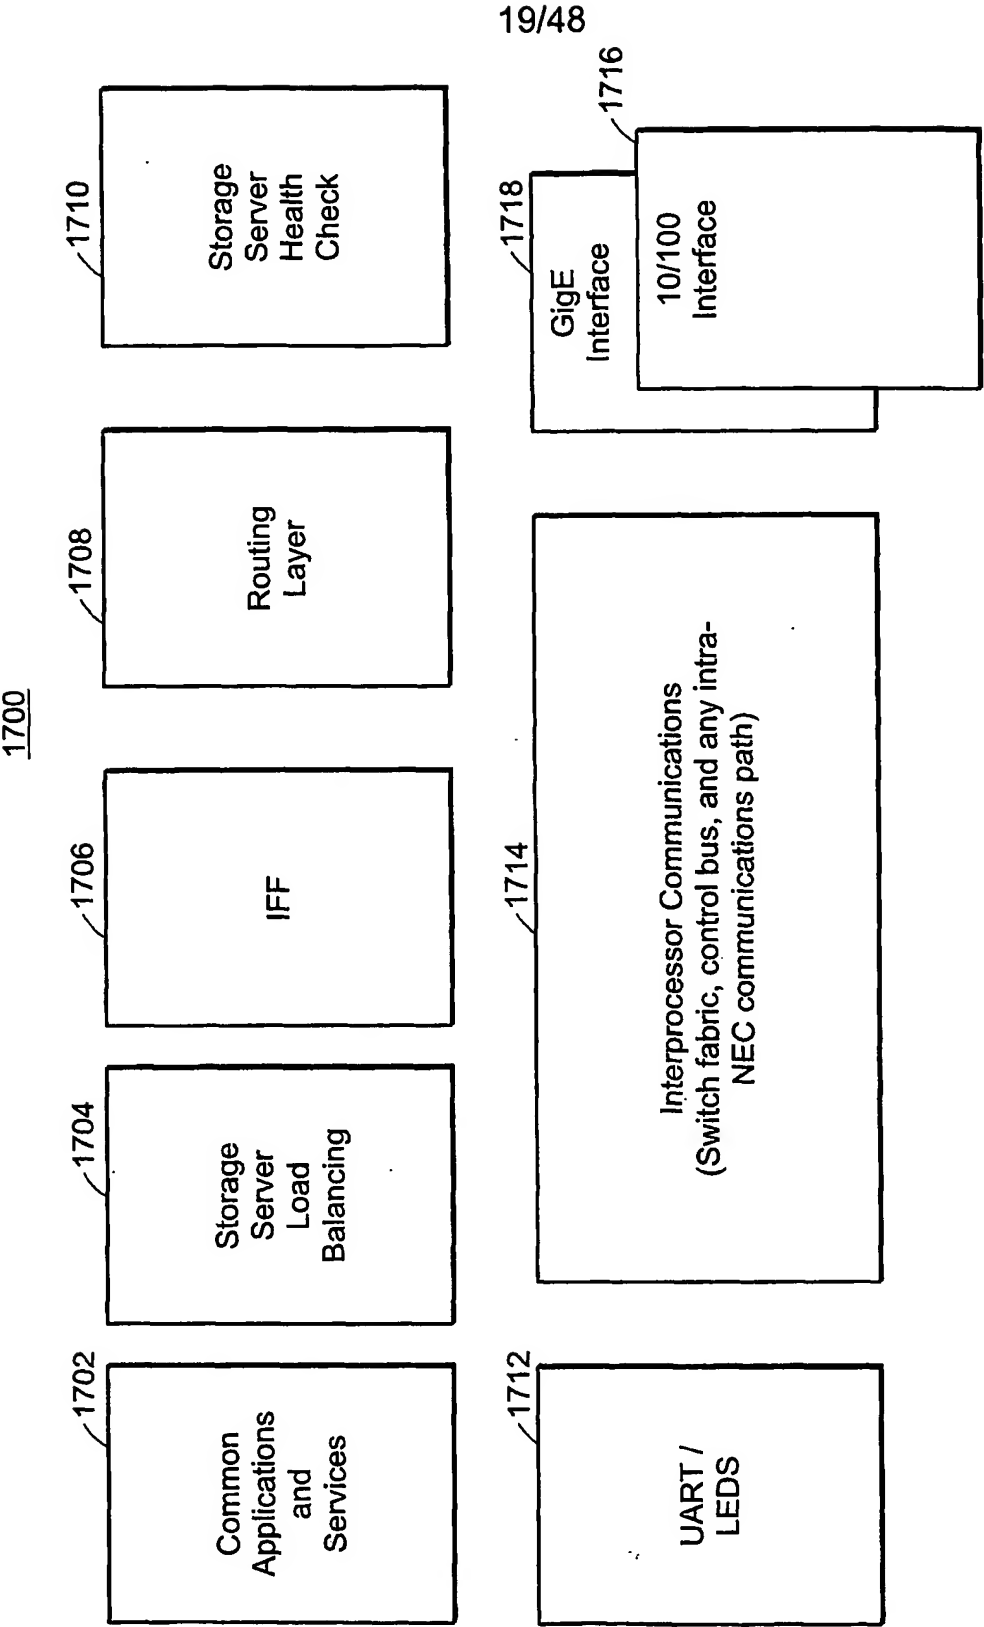 19/48
1700
1702
Common
Applications
and
Services
1704
Storage
Server
Load
Balancing
1706
IFF
1708
Routing
Layer
1710
Storage
Server
Health
Check
1712
UART /
LEDS
1714
Interprocessor Communications
(Switch fabric, control bus, and any intra-
NEC communications path)
1718
GigE
Interface
1716
10/100
Interface